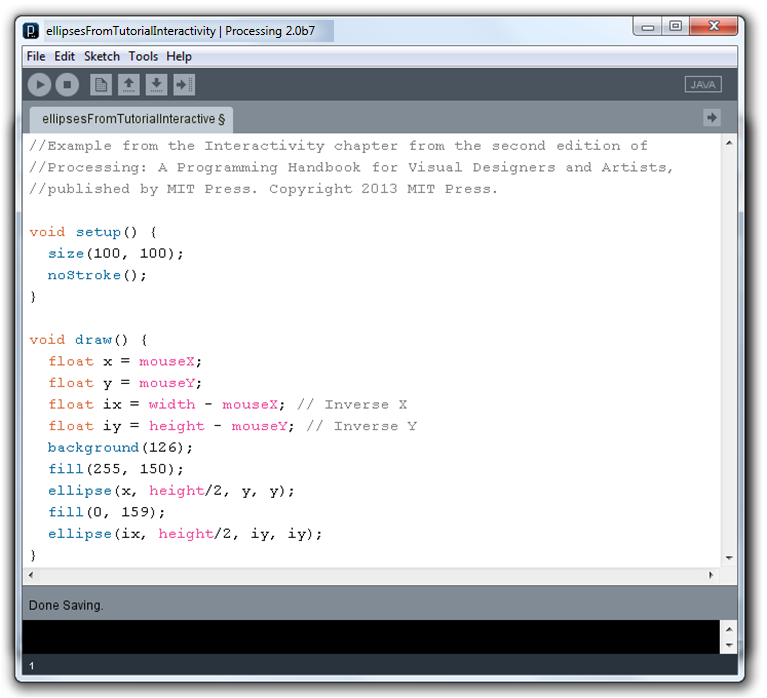 ellipsesFromTutorialInteractivity | Processing 2.0b7
File Edit Sketch Tools Help
JAVA
ellipsesFromTutorialInteractive §
//Example from the Interactivity chapter from the second edition of
//Processing: A Programming Handbook for Visual Designers and Artists,
//published by MIT Press. Copyright 2013 MIT Press.
void setup() {
  size(100, 100);
  noStroke();
}
void draw() {
  float x = mouseX;
  float y = mouseY;
  float ix = width - mouseX; // Inverse X
  float iy = height - mouseY; // Inverse Y
  background(126);
  fill(255, 150);
  ellipse(x, height/2, y, y);
  fill(0, 159);
  ellipse(ix, height/2, iy, iy);
}
Done Saving.
1